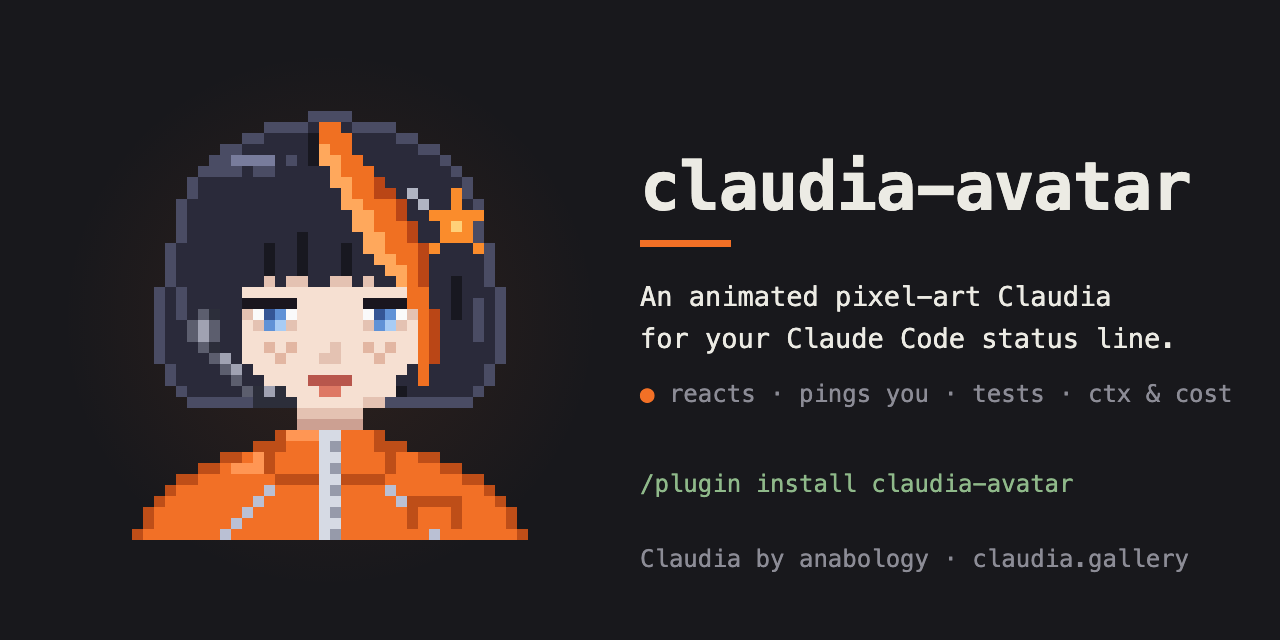 claudia-avatar
An animated pixel-art Claudia
for your Claude Code status line.
● reacts · pings you · tests · ctx & cost
/plugin install claudia-avatar
Claudia by anabology · claudia.gallery